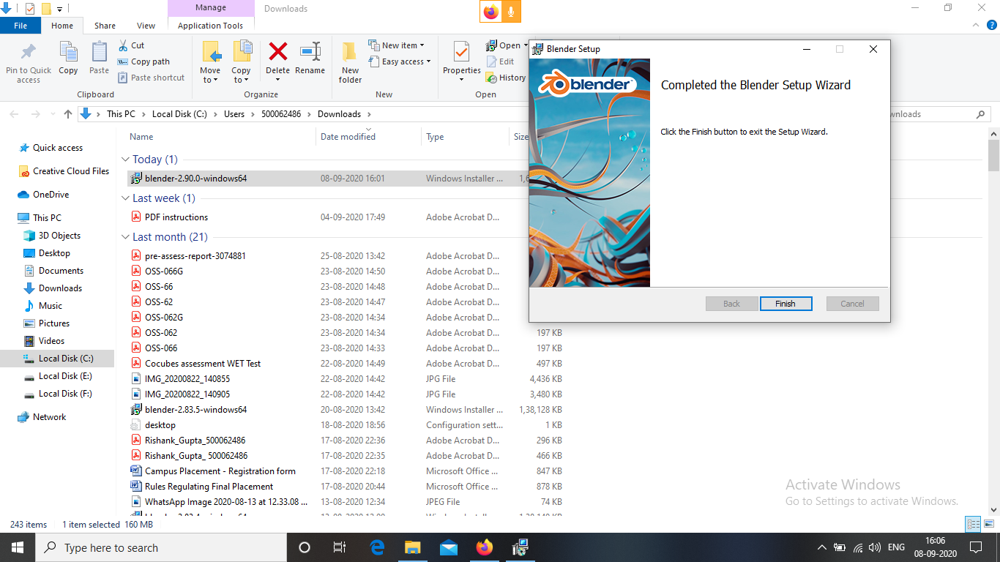 Manage
Downloads
File
Home
Share
View
Application Tools
Pin to Quick access
Copy
Paste
Cut
Copy path
Paste shortcut
Clipboard
Move to
Copy to
Delete
Rename
Organize
New folder
New item
Easy access
New
Properties
Open
Edit
History
Open
This PC
Local Disk (C:)
Users
500062486
Downloads
Name
Date modified
Type
Quick access
Creative Cloud Files
OneDrive
This PC
3D Objects
Desktop
Documents
Downloads
Music
Pictures
Videos
Local Disk (C:)
Local Disk (E:)
Local Disk (F:)
Network
Today (1)
blender-2.90.0-windows64 08-09-2020 16:01 Windows Installer ...
Last week (1)
PDF instructions 04-09-2020 17:49 Adobe Acrobat D...
Last month (21)
pre-assess-report-3074881 25-08-2020 13:42 Adobe Acrobat D...
OSS-066G 23-08-2020 14:50 Adobe Acrobat D...
OSS-66 23-08-2020 14:48 Adobe Acrobat D...
OSS-62 23-08-2020 14:47 Adobe Acrobat D...
OSS-062G 23-08-2020 14:34 Adobe Acrobat D...
OSS-062 23-08-2020 14:34 Adobe Acrobat D... 197 KB
OSS-066 23-08-2020 14:33 Adobe Acrobat D... 197 KB
Cocubes assessment WET Test 22-08-2020 14:49 Adobe Acrobat D... 497 KB
IMG_20200822_140855 22-08-2020 14:42 JPG File 4,436 KB
IMG_20200822_140905 22-08-2020 14:42 JPG File 3,480 KB
blender-2.83.5-windows64 20-08-2020 13:42 Windows Installer ... 1,38,128 KB
desktop 18-08-2020 18:56 Configuration sett... 1 KB
Rishank_Gupta_500062486 17-08-2020 22:36 Adobe Acrobat D... 296 KB
Rishank_Gupta_ 500062486 17-08-2020 22:35 Adobe Acrobat D... 466 KB
Campus Placement - Registration form 17-08-2020 22:18 Microsoft Office ... 847 KB
Rules Regulating Final Placement 17-08-2020 20:44 Microsoft Office ... 878 KB
WhatsApp Image 2020-08-13 at 12.33.08 ... 13-08-2020 12:34 JPEG File 74 KB
Blender Setup
blender
Completed the Blender Setup Wizard
Click the Finish button to exit the Setup Wizard.
Back
Finish
Cancel
Activate Windows
Go to Settings to activate Windows.
243 items
1 item selected 160 MB
Type here to search
ENG
16:06
08-09-2020